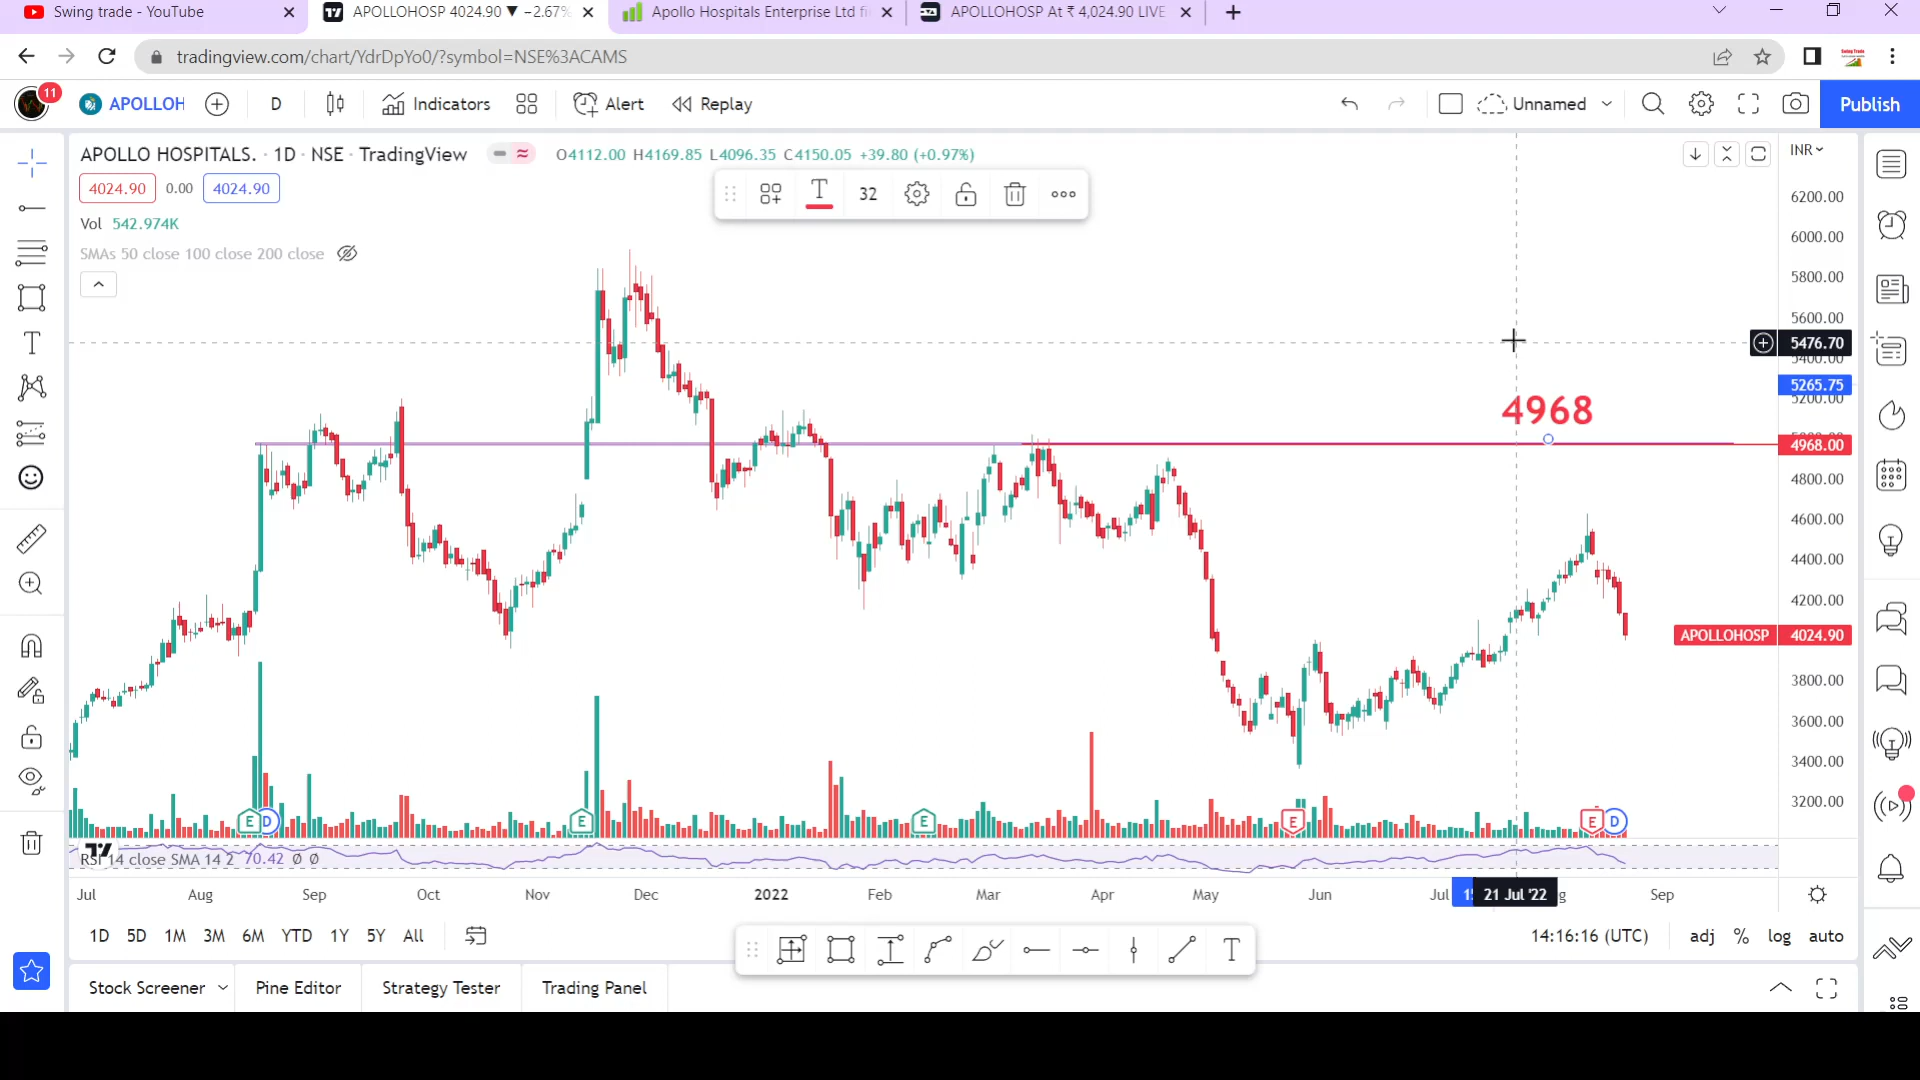 Swing trade - YouTube
APOLLOHOSP 4024.90 ▼ −2.67%
Apollo Hospitals Enterprise Ltd fi
APOLLOHOSP At ₹ 4,024.90 LIVE
tradingview.com/chart/YdrDpYo0/?symbol=NSE%3ACAMS
11
APOLLOH
D
Indicators
Alert
Replay
Unnamed
Publish
APOLLO HOSPITALS. · 1D · NSE · TradingView
O4112.00 H4169.85 L4096.35 C4150.05 +39.80 (+0.97%)
INR
4024.90 0.00 4024.90
T 32
Vol 542.974K
SMAs 50 close 100 close 200 close
6200.00
6000.00
5800.00
5600.00
5476.70
5400.00
5265.75
5200.00
4968
4968.00
4800.00
4600.00
4400.00
4200.00
APOLLOHOSP 4024.90
3800.00
3600.00
3400.00
3200.00
E D E E E E D
RSI 14 close SMA 14 2 70.42 Ø Ø
Jul Aug Sep Oct Nov Dec 2022 Feb Mar Apr May Jun Jul 21 Jul '22 Sep
1D 5D 1M 3M 6M YTD 1Y 5Y All
14:16:16 (UTC) adj % log auto
T
Stock Screener Pine Editor Strategy Tester Trading Panel